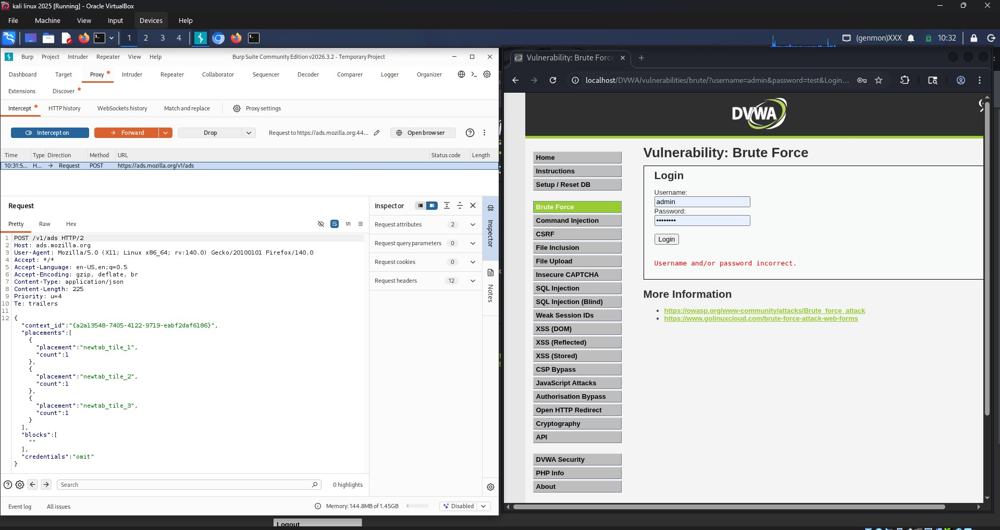 kali linux 2025 [Running] - Oracle VirtualBox
File Machine View Input Devices Help
1 2 3 4 (genmon)XXX 10:32
Burp Project Intruder Repeater View Help Burp Suite Community Edition v2026.3.2 - Temporary Project
Dashboard Target Proxy Intruder Repeater Collaborator Sequencer Decoder Comparer Logger Organizer
Extensions Discover
Intercept HTTP history WebSockets history Match and replace Proxy settings
Intercept on Forward Drop Request to https://ads.mozilla.org:44... Open browser
Time Type Direction Method URL Status code Length
10:31:5... H... Request POST https://ads.mozilla.org/v1/ads
Request
Pretty Raw Hex \n
1 POST /v1/ads HTTP/2
2 Host: ads.mozilla.org
3 User-Agent: Mozilla/5.0 (X11; Linux x86_64; rv:140.0) Gecko/20100101 Firefox/140.0
4 Accept: */*
5 Accept-Language: en-US,en;q=0.5
6 Accept-Encoding: gzip, deflate, br
7 Content-Type: application/json
8 Content-Length: 225
9 Priority: u=4
10 Te: trailers
11
12 {
"context_id":"{a2a13548-7405-4122-9719-eabf2daf6186}",
"placements":[
{
"placement":"newtab_tile_1",
"count":1
},
{
"placement":"newtab_tile_2",
"count":1
},
{
"placement":"newtab_tile_3",
"count":1
}
],
"blocks":[
""
],
"credentials":"omit"
}
Inspector
Request attributes 2
Request query parameters 0
Request cookies 0
Request headers 12
Inspector
Notes
Search 0 highlights
Event log All issues Memory: 144.8MB of 1.45GB Disabled
Logout
Vulnerability: Brute Force
localhost/DVWA/vulnerabilities/brute/?username=admin&password=test&Login...
DVWA
Home
Instructions
Setup / Reset DB
Brute Force
Command Injection
CSRF
File Inclusion
File Upload
Insecure CAPTCHA
SQL Injection
SQL Injection (Blind)
Weak Session IDs
XSS (DOM)
XSS (Reflected)
XSS (Stored)
CSP Bypass
JavaScript Attacks
Authorisation Bypass
Open HTTP Redirect
Cryptography
API
DVWA Security
PHP Info
About
Vulnerability: Brute Force
Login
Username:
admin
Password:
••••••••
Login
Username and/or password incorrect.
More Information
https://owasp.org/www-community/attacks/Brute_force_attack
https://www.golinuxcloud.com/brute-force-attack-web-forms